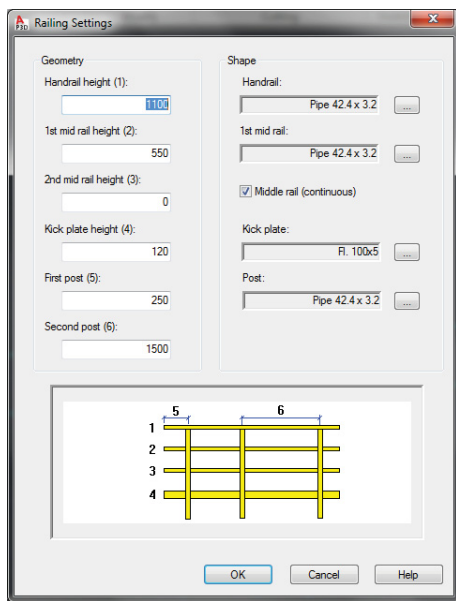 A
P3D
Railing Settings
Geometry
Handrail height (1):
1100
1st mid rail height (2):
550
2nd mid rail height (3):
0
Kick plate height (4):
120
First post (5):
250
Second post (6):
1500
Shape
Handrail:
Pipe 42.4 x 3.2
...
1st mid rail:
Pipe 42.4 x 3.2
...
Middle rail (continuous)
Kick plate:
Fl. 100x5
...
Post:
Pipe 42.4 x 3.2
...
5
6
1
2
3
4
OK
Cancel
Help